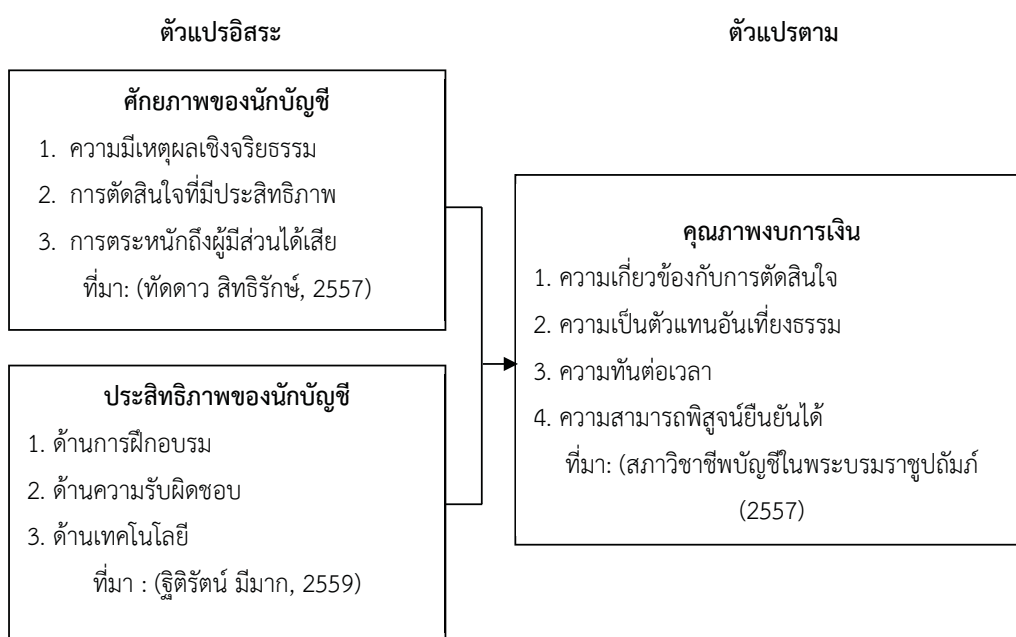 ตัวแปรอิสระ
ตัวแปรตาม
ศักยภาพของนักบัญชี
1. ความมีเหตุผลเชิงจริยธรรม
2. การตัดสินใจที่มีประสิทธิภาพ
3. การตระหนักถึงผู้มีส่วนได้เสีย
ที่มา: (ทัดดาว สิทธิรักษ์, 2557)
ประสิทธิภาพของนักบัญชี
1. ด้านการฝึกอบรม
2. ด้านความรับผิดชอบ
3. ด้านเทคโนโลยี
ที่มา : (ฐิติรัตน์ มีมาก, 2559)
คุณภาพงบการเงิน
1. ความเกี่ยวข้องกับการตัดสินใจ
2. ความเป็นตัวแทนอันเที่ยงธรรม
3. ความทันต่อเวลา
4. ความสามารถพิสูจน์ยืนยันได้
ที่มา: (สภาวิชาชีพบัญชีในพระบรมราชูปถัมภ์
(2557)